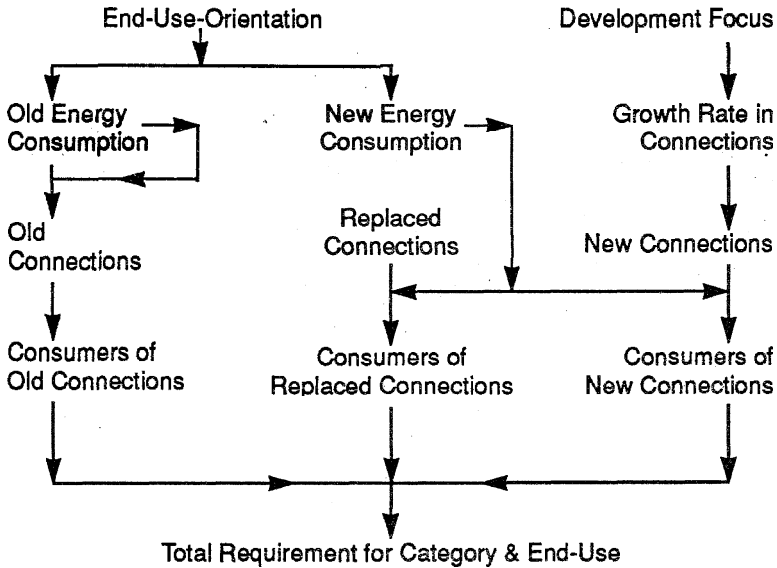 End-Use-Orientation
Development Focus
Old Energy
Consumption
New Energy
Consumption
Growth Rate in
Connections
Old
Connections
Replaced
Connections
New Connections
Consumers of
Old Connections
Consumers of
Replaced Connections
Consumers of
New Connections
Total Requirement for Category & End-Use